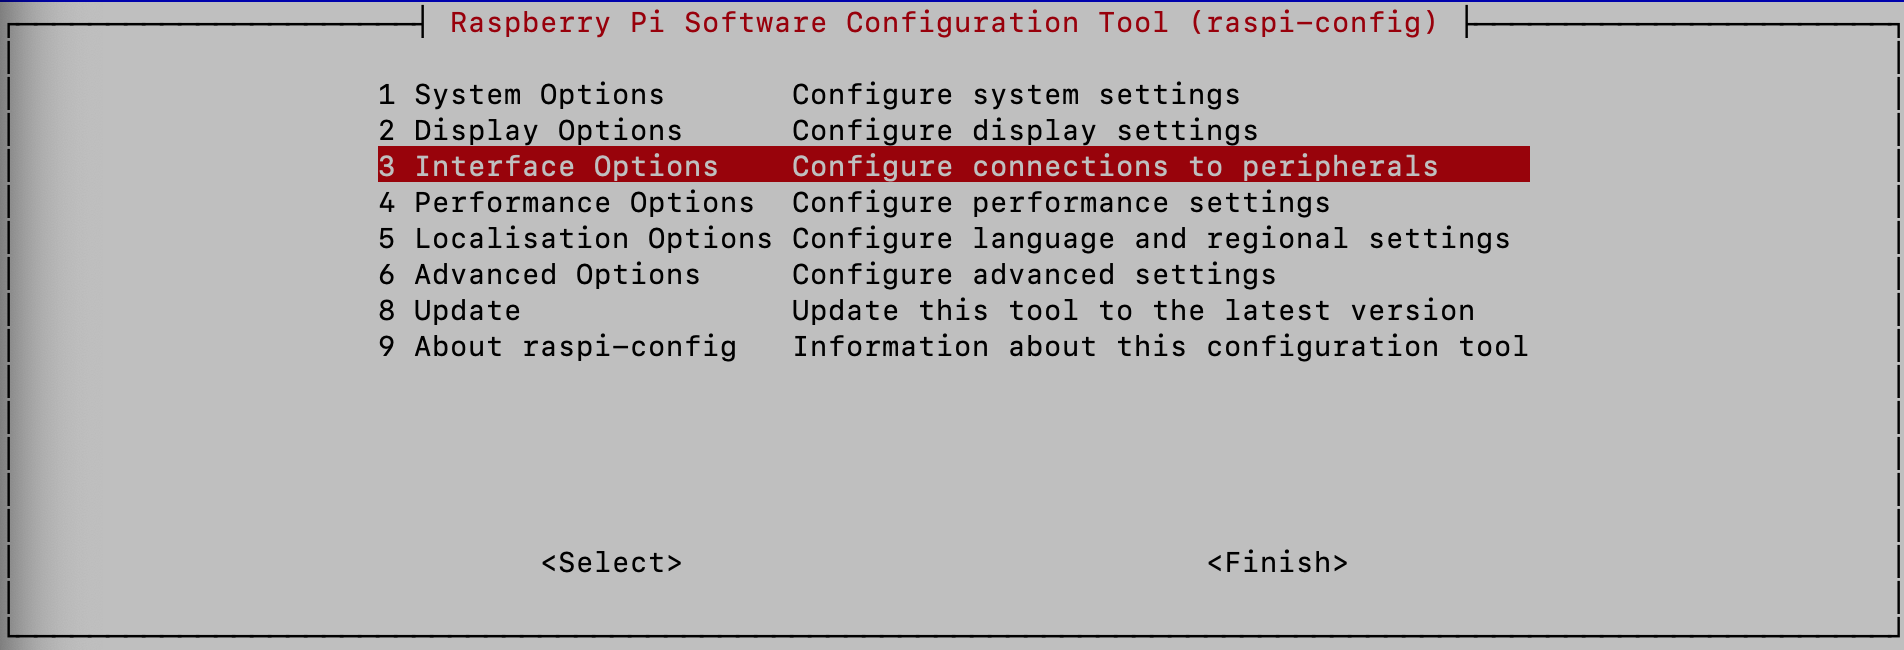 Raspberry Pi Software Configuration Tool (raspi-config)
1 System Options Configure system settings
2 Display Options Configure display settings
3 Interface Options Configure connections to peripherals
4 Performance Options Configure performance settings
5 Localisation Options Configure language and regional settings
6 Advanced Options Configure advanced settings
8 Update Update this tool to the latest version
9 About raspi-config Information about this configuration tool
<Select> <Finish>